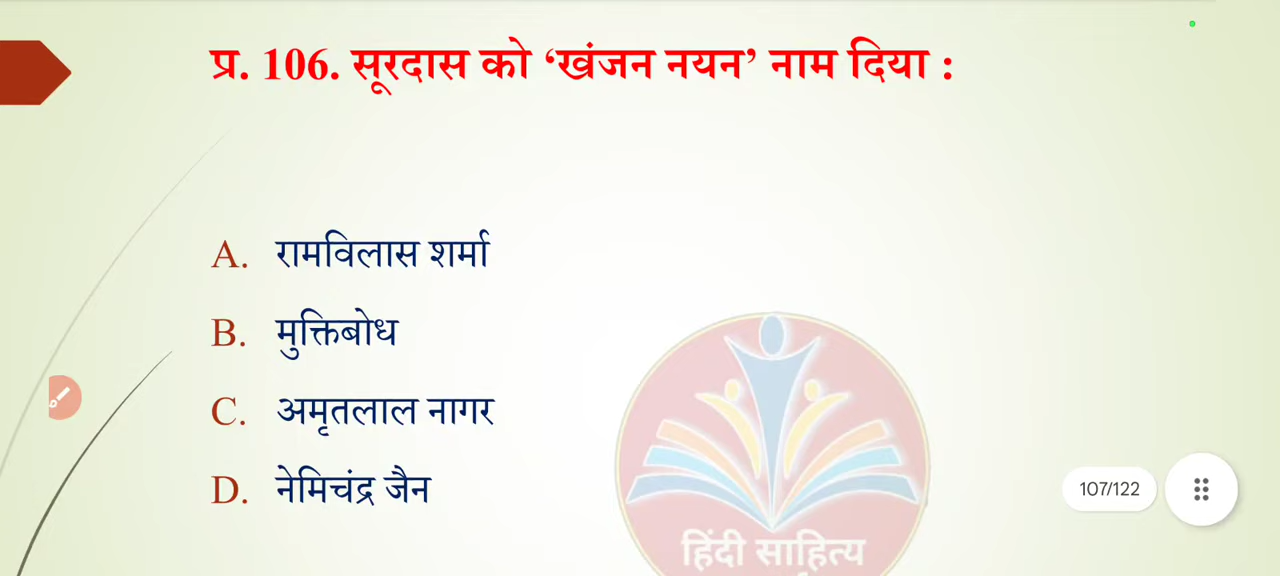 प्र. 106. सूरदास को ‘खंजन नयन’ नाम दिया :
A. रामविलास शर्मा
B. मुक्तिबोध
C. अमृतलाल नागर
D. नेमिचंद्र जैन
107/122
हिंदी साहित्य